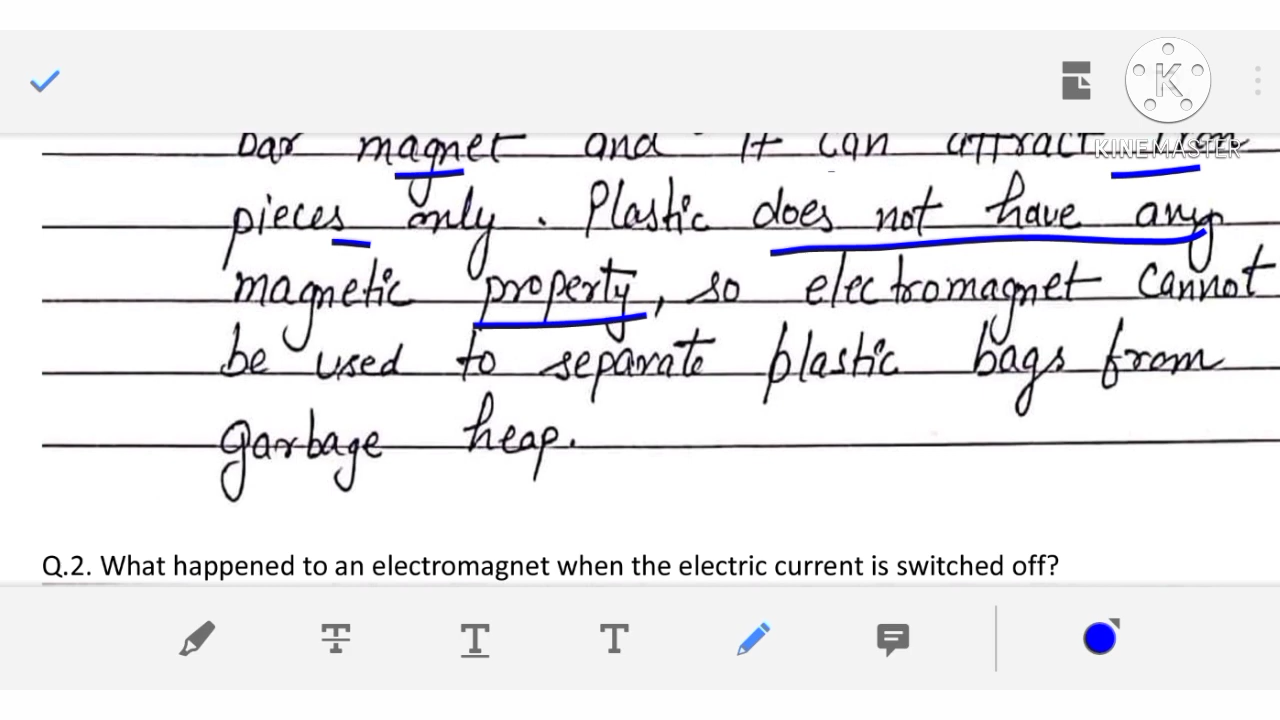 KINEMASTER
bar magnet and it can attract iron
pieces only. Plastic does not have any
magnetic property, so electromagnet cannot
be used to separate plastic bags from
garbage heap.
Q.2. What happened to an electromagnet when the electric current is switched off?